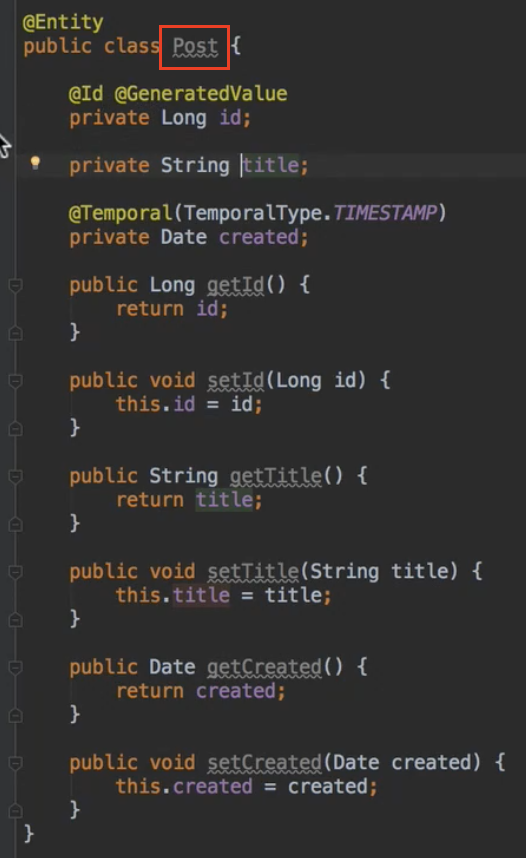 @Entity
public class Post {
@Id @GeneratedValue
private Long id;
private String title;
@Temporal(TemporalType.TIMESTAMP)
private Date created;
public Long getId() {
return id;
}
public void setId(Long id) {
this.id = id;
}
public String getTitle() {
return title;
}
public void setTitle(String title) {
this.title = title;
}
public Date getCreated() {
return created;
}
public void setCreated(Date created) {
this.created = created;
}
}